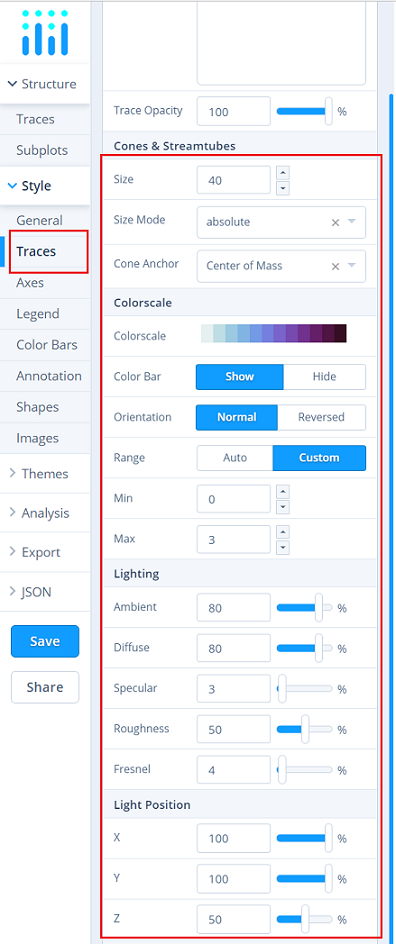 Structure
Traces
Subplots
Style
General
Traces
Axes
Legend
Color Bars
Annotation
Shapes
Images
Themes
Analysis
Export
JSON
Save
Share
Trace Opacity 100 %
Cones & Streamtubes
Size 40
Size Mode absolute ×
Cone Anchor Center of Mass ×
Colorscale
Colorscale
Color Bar Show Hide
Orientation Normal Reversed
Range Auto Custom
Min 0
Max 3
Lighting
Ambient 80 %
Diffuse 80 %
Specular 3 %
Roughness 50 %
Fresnel 4 %
Light Position
X 100 %
Y 100 %
Z 50 %